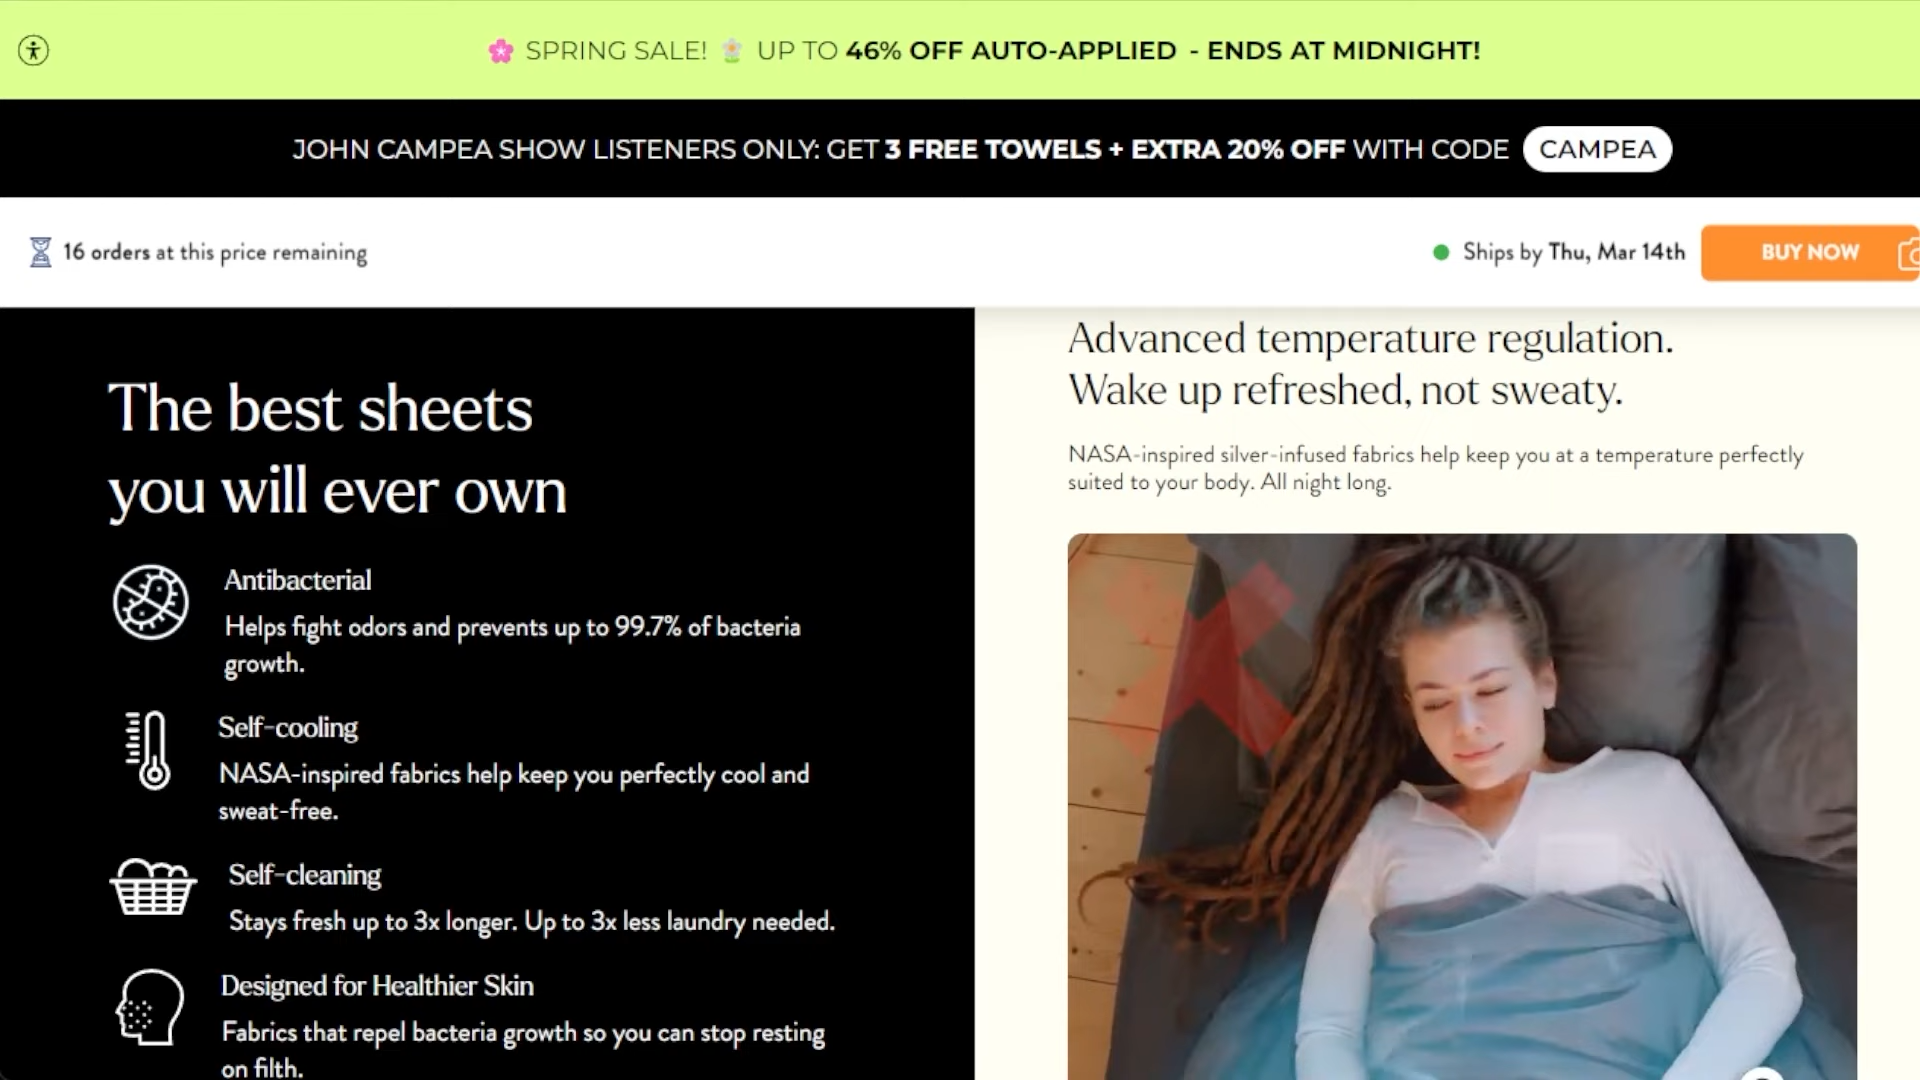 SPRING SALE! UP TO 46% OFF AUTO-APPLIED - ENDS AT MIDNIGHT!
JOHN CAMPEA SHOW LISTENERS ONLY: GET 3 FREE TOWELS + EXTRA 20% OFF WITH CODE CAMPEA
16 orders at this price remaining
Ships by Thu, Mar 14th
BUY NOW
The best sheets
you will ever own
Antibacterial
Helps fight odors and prevents up to 99.7% of bacteria
growth.
Self-cooling
NASA-inspired fabrics help keep you perfectly cool and
sweat-free.
Self-cleaning
Stays fresh up to 3x longer. Up to 3x less laundry needed.
Designed for Healthier Skin
Fabrics that repel bacteria growth so you can stop resting
on filth.
Advanced temperature regulation.
Wake up refreshed, not sweaty.
NASA-inspired silver-infused fabrics help keep you at a temperature perfectly
suited to your body. All night long.